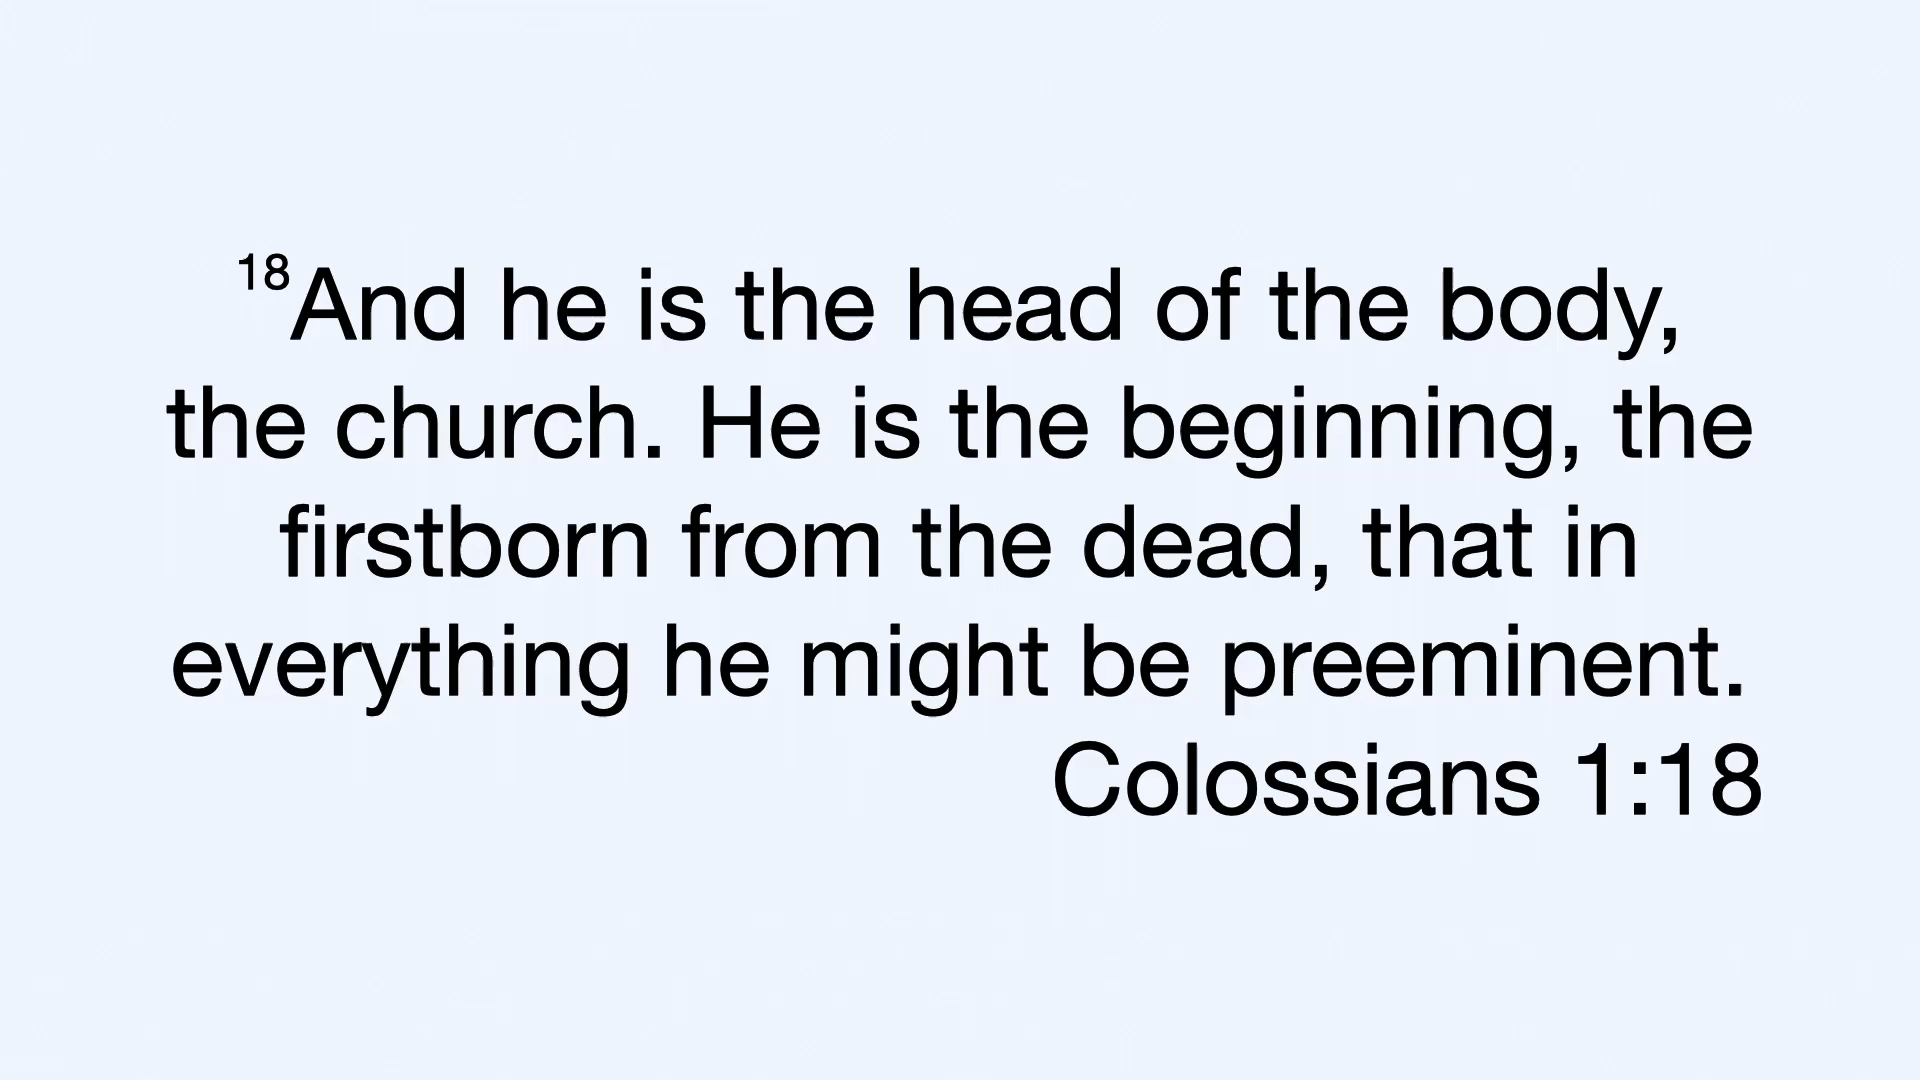 18And he is the head of the body,
the church. He is the beginning, the
firstborn from the dead, that in
everything he might be preeminent.
Colossians 1:18